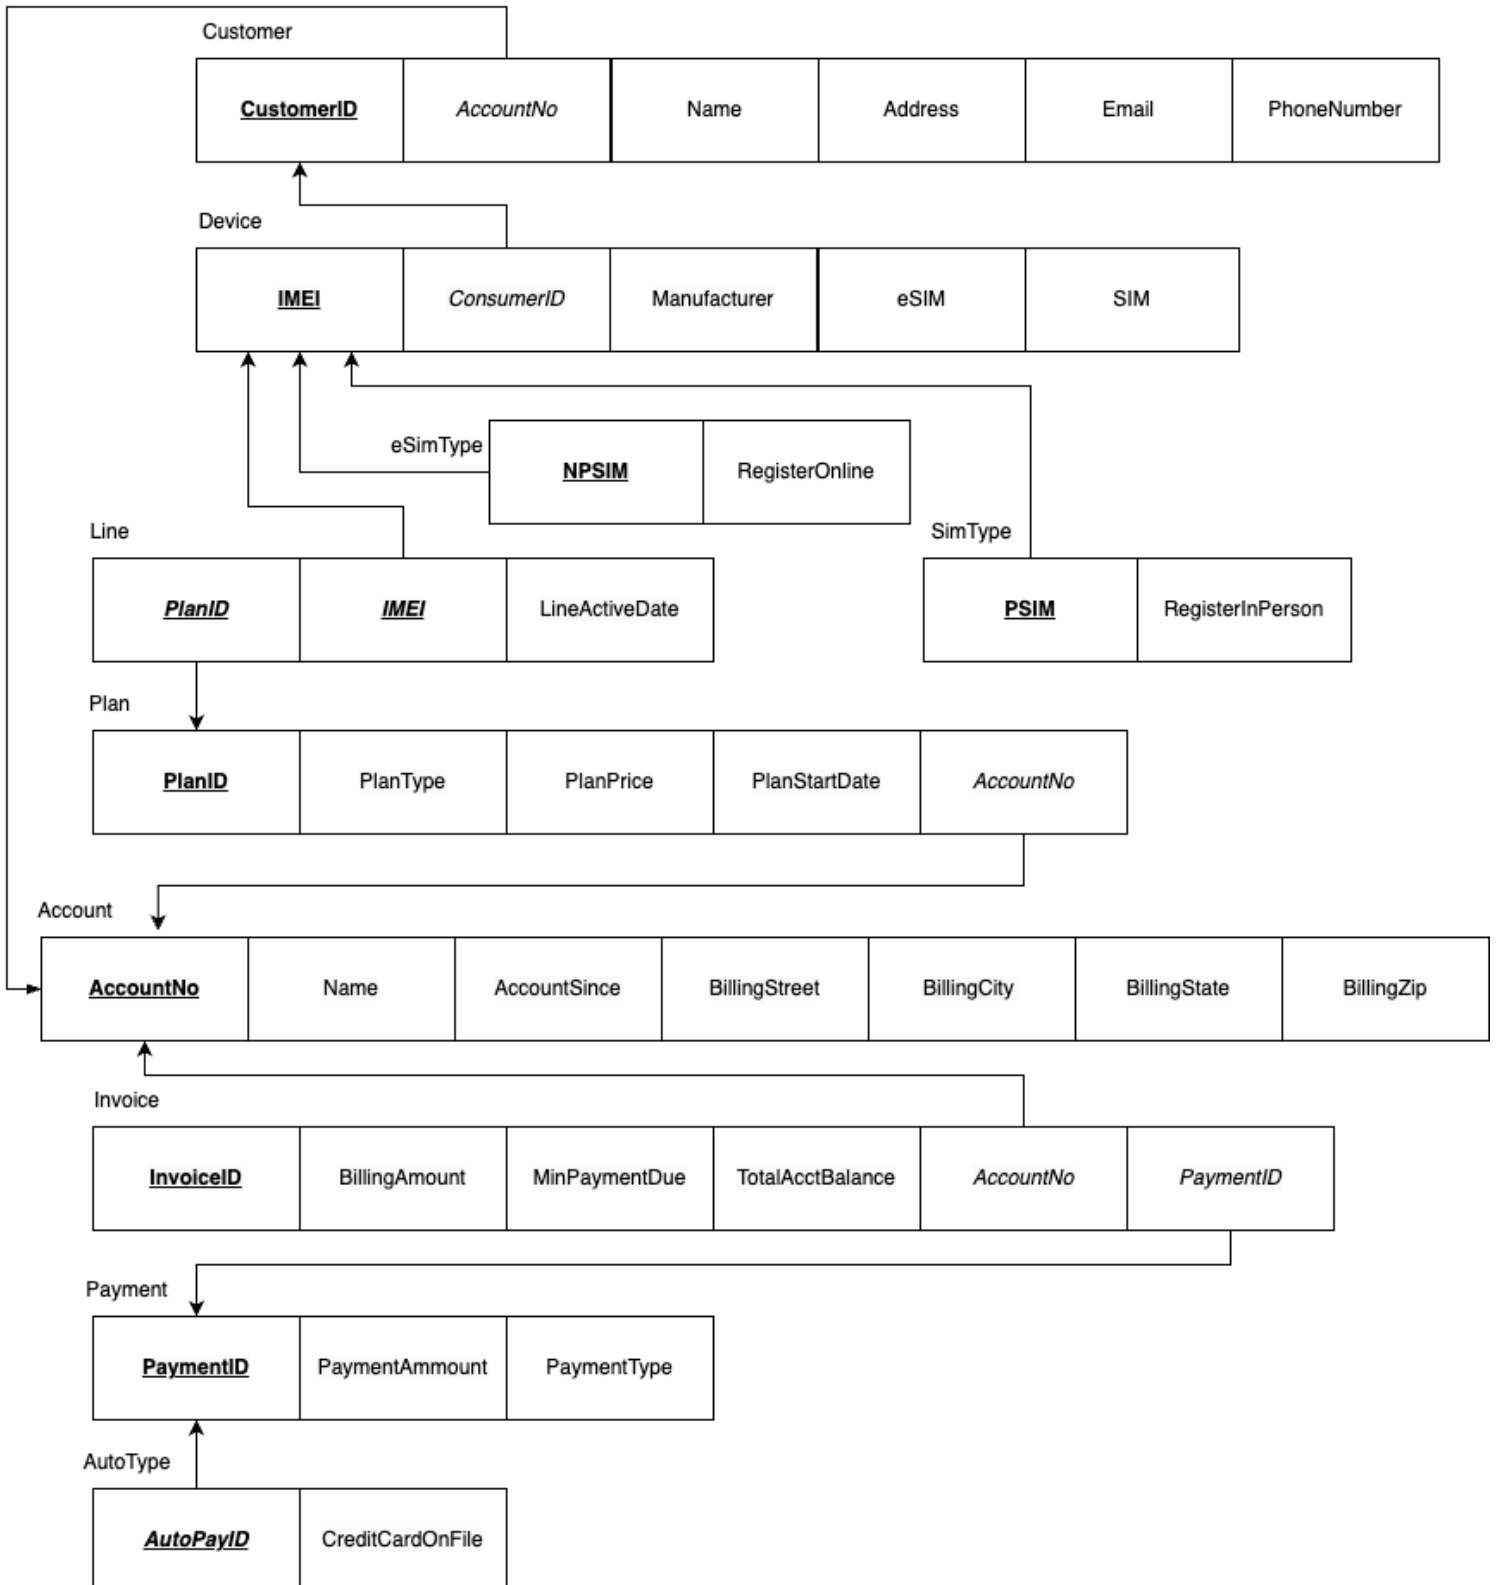 Customer
CustomerID AccountNo Name Address Email PhoneNumber
Device
IMEI ConsumerID Manufacturer eSIM SIM
eSimType
NPSIM RegisterOnline
Line
SimType
PlanID IMEI LineActiveDate
PSIM RegisterInPerson
Plan
PlanID PlanType PlanPrice PlanStartDate AccountNo
Account
AccountNo Name AccountSince BillingStreet BillingCity BillingState BillingZip
Invoice
InvoiceID BillingAmount MinPaymentDue TotalAcctBalance AccountNo PaymentID
Payment
PaymentID PaymentAmmount PaymentType
AutoType
AutoPayID CreditCardOnFile